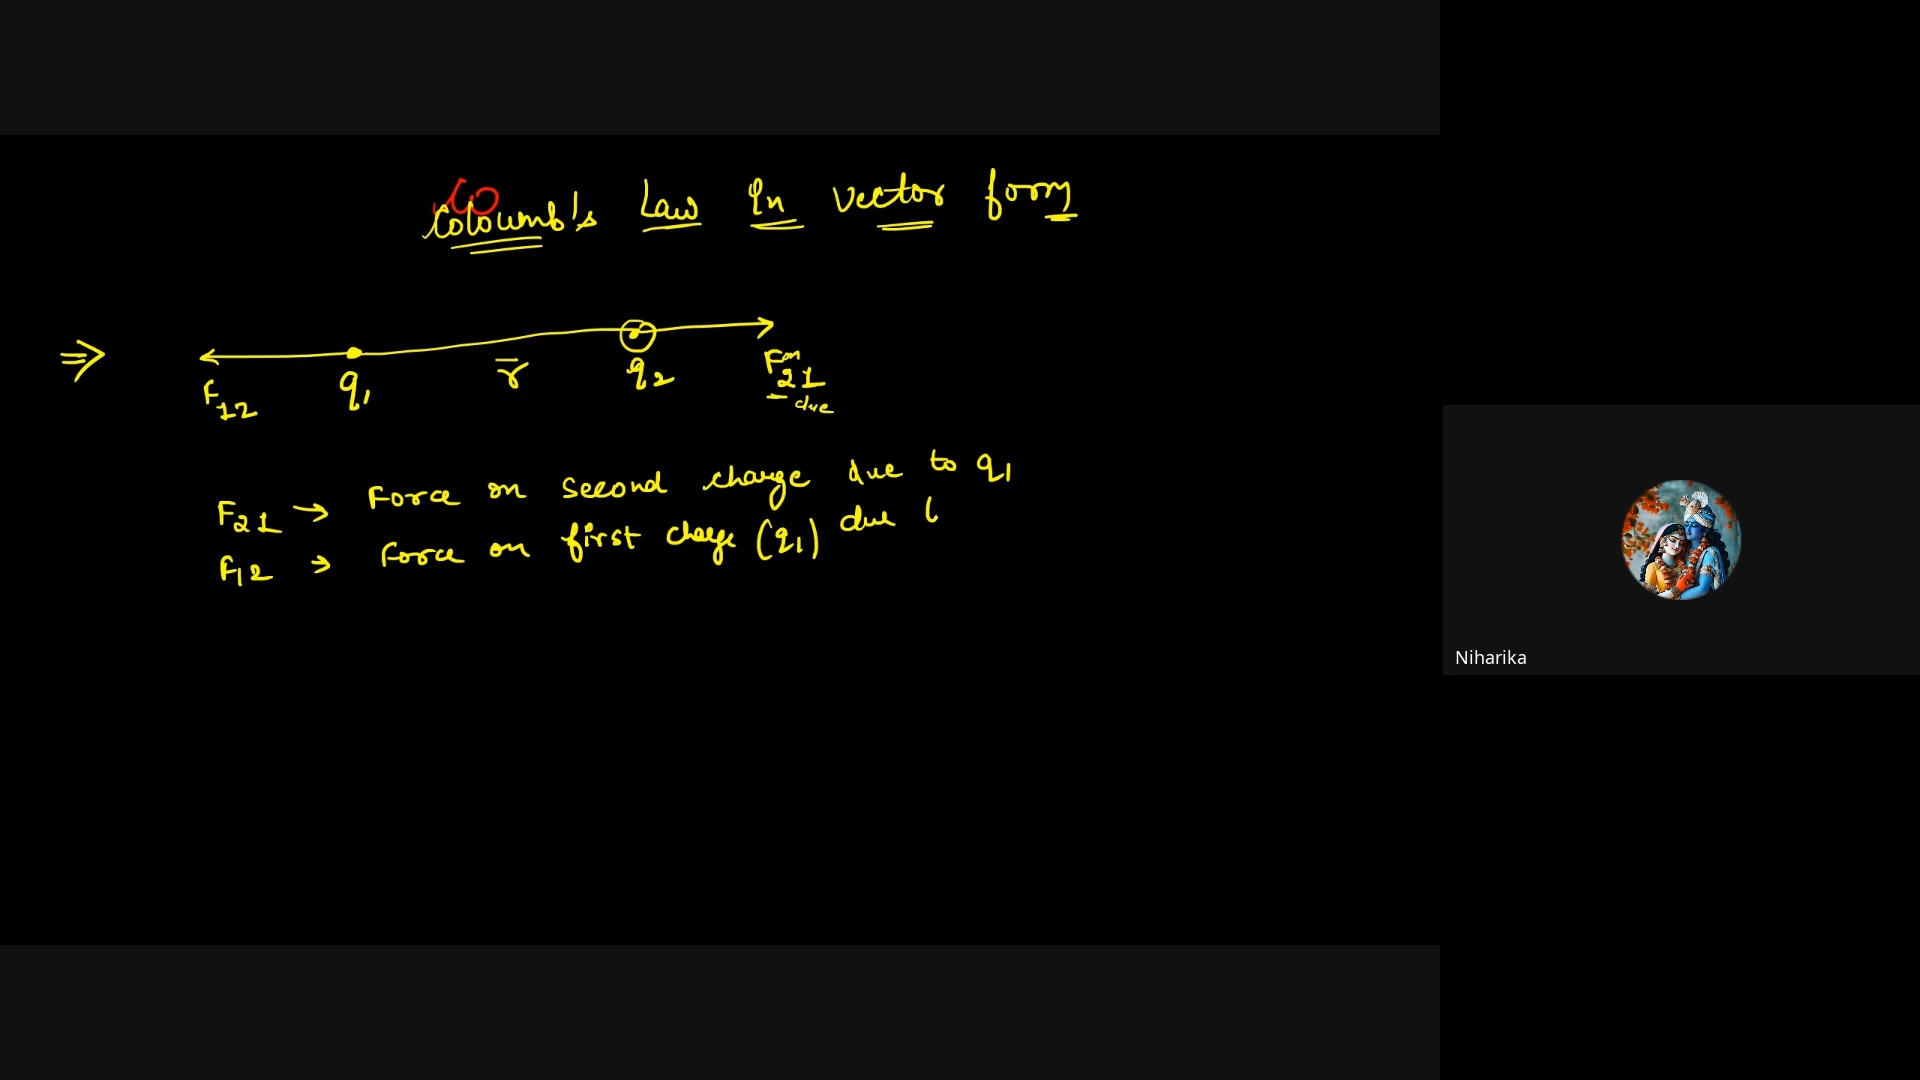 Coloumb's Law In vector form
⇒
F12 q1 r̄ q2 F21
on
due
F21 → Force on second charge due to q1
F12 → Force on first charge (q1) due t
Niharika